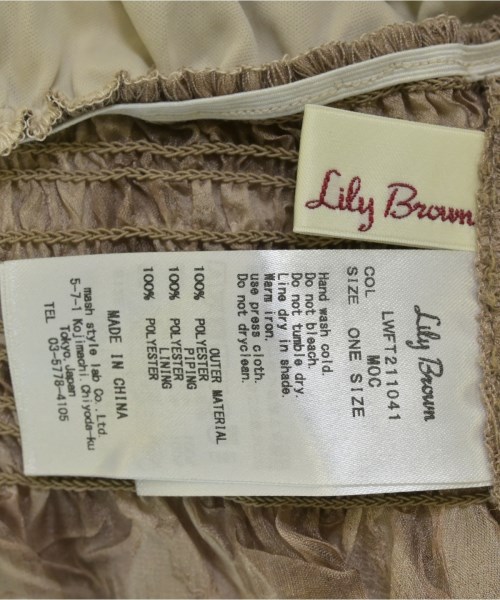 Lily Brown
Lily Brown
LWFT211041
COL MOC
SIZE ONE SIZE
Hand wash cold.
Do not bleach.
Do not tumble dry.
Line dry in shade.
Warm iron.
use press cloth.
Do not dryclean.
OUTER MATERIAL
100% POLYESTER
PIPING
100% POLYESTER
LINING
100% POLYESTER
MADE IN CHINA
mash style lab Co. Ltd.
5-7-1 Kojimachi Chiyoda-ku
Tokyo, Japan
TEL 03-5778-4105